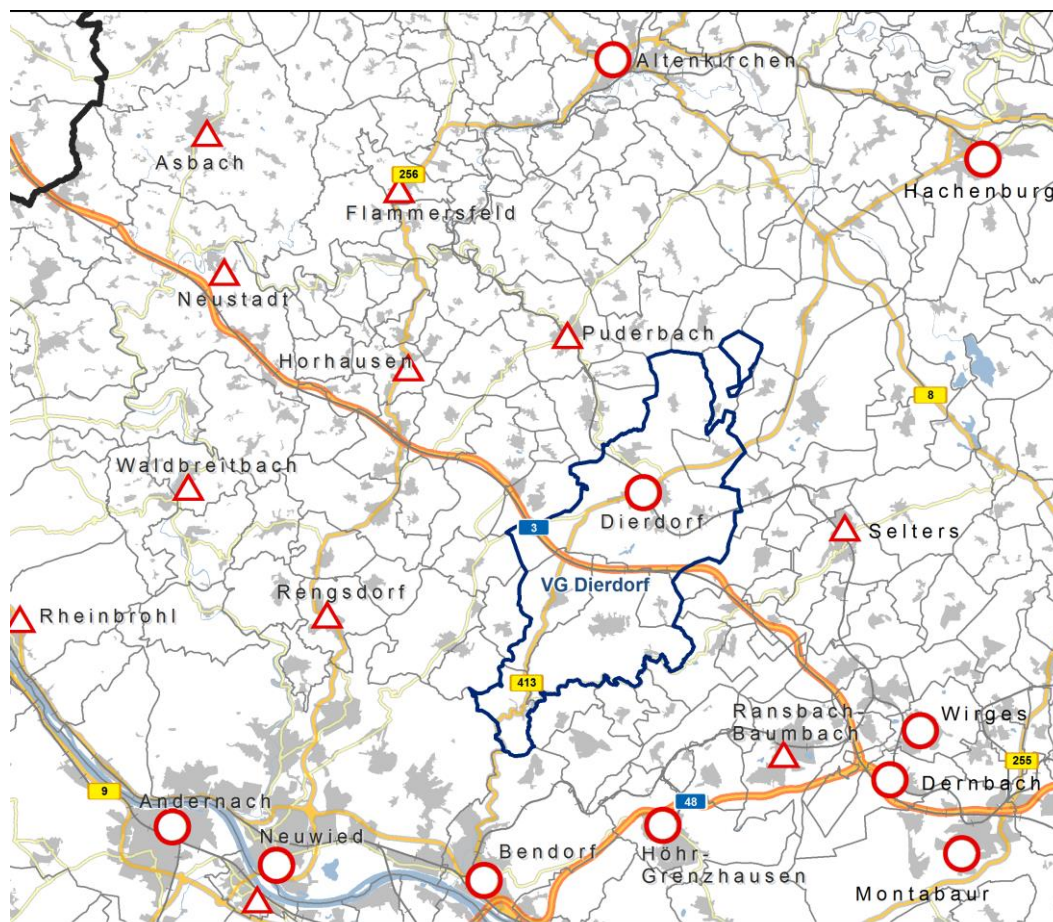 Altenkirchen
Asbach
Hachenburg
256
Flammersfeld
Neustadt
Puderbach
Horhausen
8
Waldbreitbach
Dierdorf
3
Selters
VG Dierdorf
Rengsdorf
Rheinbrohl
413
Ransbach-
Baumbach
Wirges
255
Dernbach
9
48
Andernach
Neuwied
Bendorf
Höhr-
Grenzhausen
Montabaur